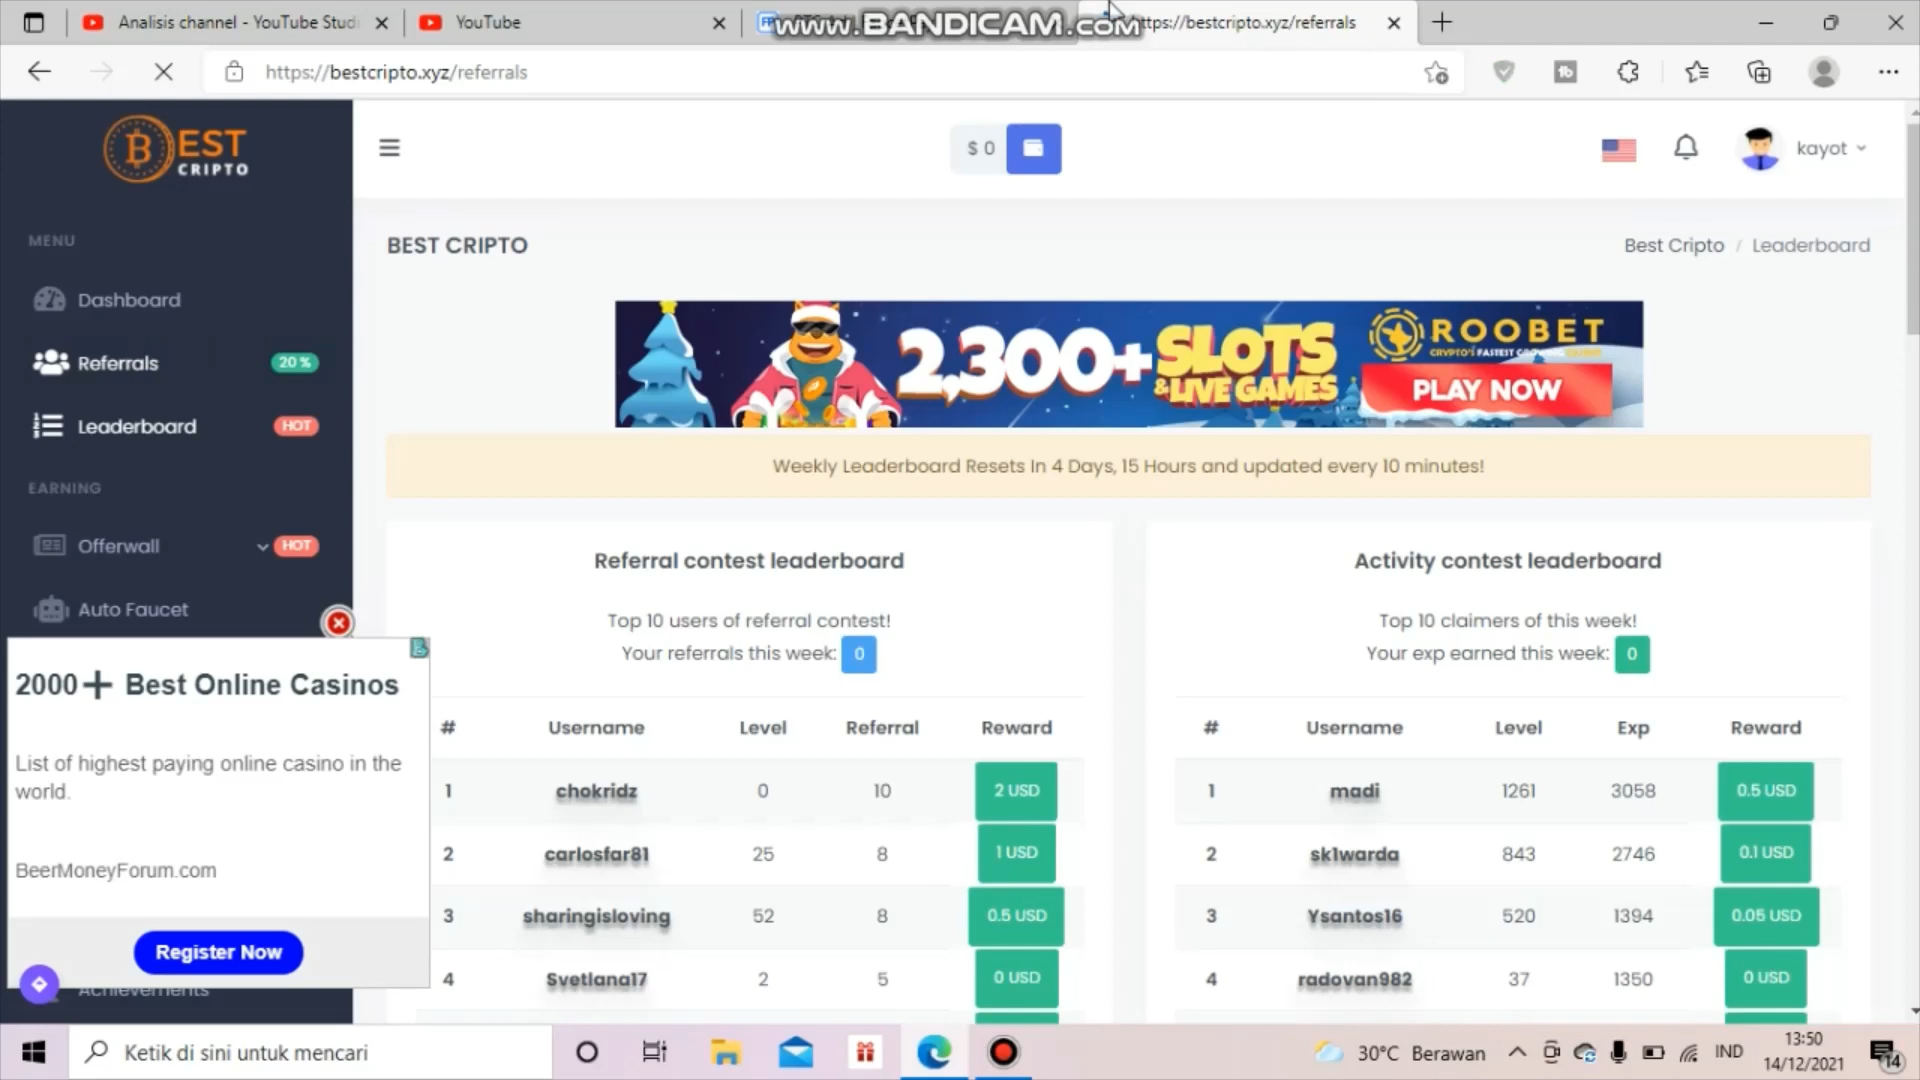 Analisis channel - YouTube Studi
YouTube
www.BANDICAM.com
https://bestcripto.xyz/referrals
https://bestcripto.xyz/referrals
BEST
CRIPTO
$ 0
kayot
MENU
Dashboard
Referrals
20 %
Leaderboard
HOT
EARNING
Offerwall
HOT
Auto Faucet
Achievements
BEST CRIPTO
Best Cripto / Leaderboard
2,300+ SLOTS
& LIVE GAMES
ROOBET
PLAY NOW
Weekly Leaderboard Resets In 4 Days, 15 Hours and updated every 10 minutes!
Referral contest leaderboard
Top 10 users of referral contest!
Your referrals this week: 0
# Username Level Referral Reward
1 chokridz 0 10 2 USD
2 carlosfar81 25 8 1 USD
3 sharingisloving 52 8 0.5 USD
4 Svetlana17 2 5 0 USD
Activity contest leaderboard
Top 10 claimers of this week!
Your exp earned this week: 0
# Username Level Exp Reward
1 madi 1261 3058 0.5 USD
2 sk1warda 843 2746 0.1 USD
3 Ysantos16 520 1394 0.05 USD
4 radovan982 37 1350 0 USD
2000+ Best Online Casinos
List of highest paying online casino in the
world.
BeerMoneyForum.com
Register Now
Ketik di sini untuk mencari
30°C Berawan
IND
13:50
14/12/2021
14